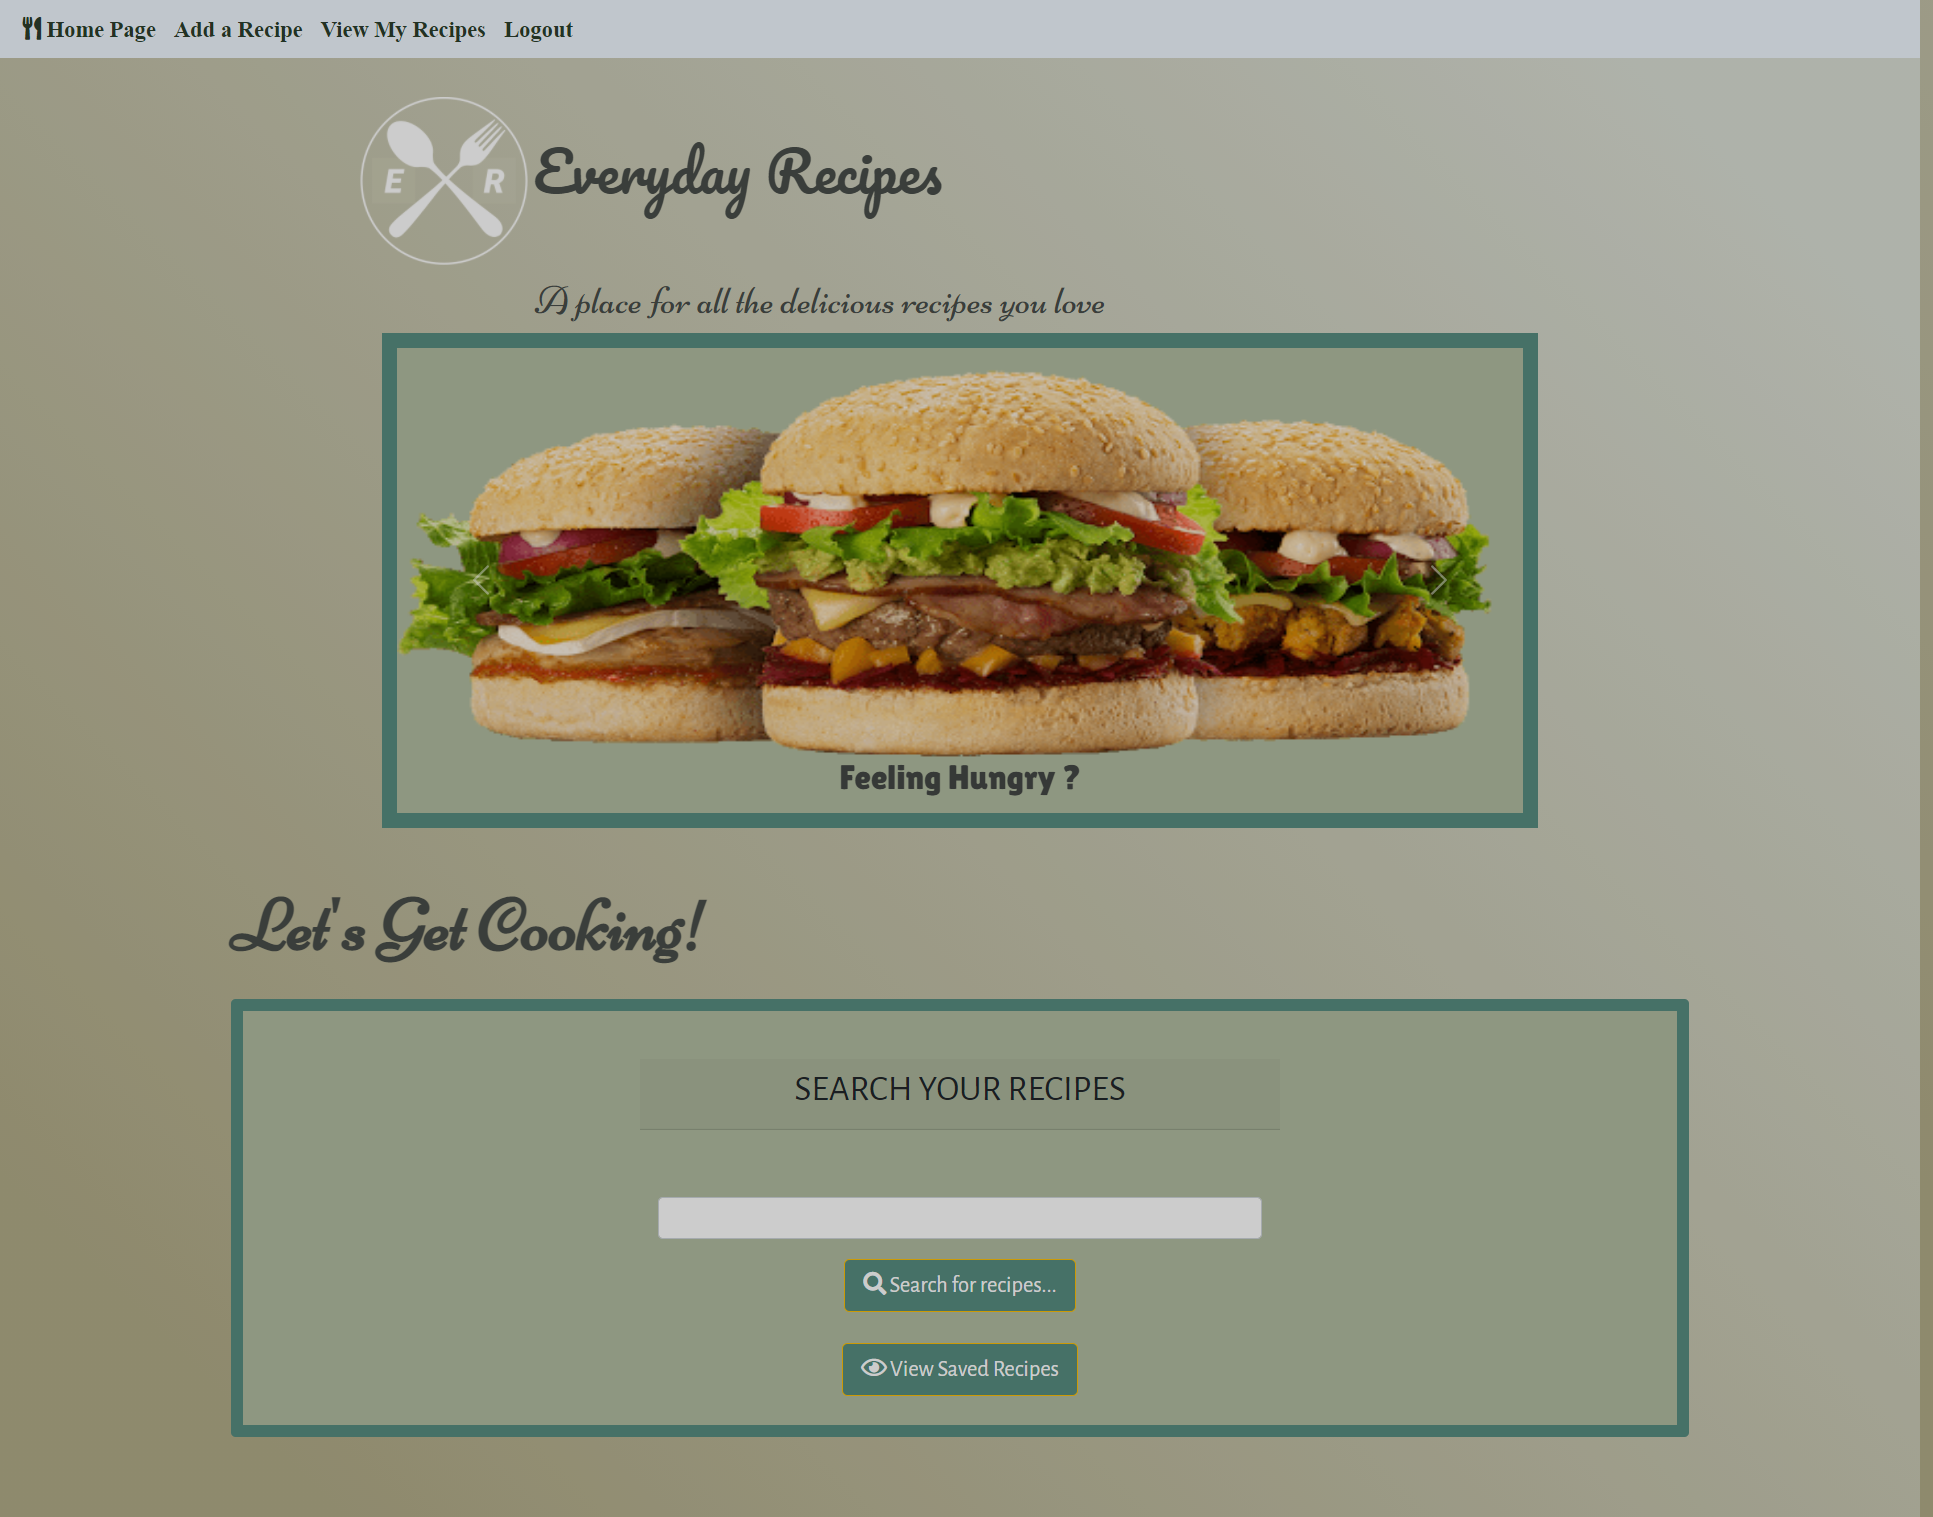 Home Page Add a Recipe View My Recipes Logout
E R
Everyday Recipes
A place for all the delicious recipes you love
Feeling Hungry ?
Let's Get Cooking!
SEARCH YOUR RECIPES
Search for recipes...
View Saved Recipes